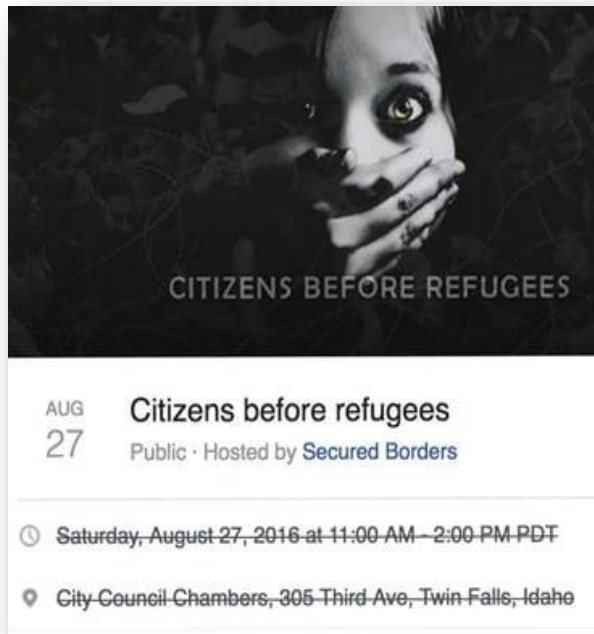 CITIZENS BEFORE REFUGEES
AUG
27
Citizens before refugees
Public · Hosted by Secured Borders
Saturday, August 27, 2016 at 11:00 AM - 2:00 PM PDT
City Council Chambers, 305 Third Ave, Twin Falls, Idaho